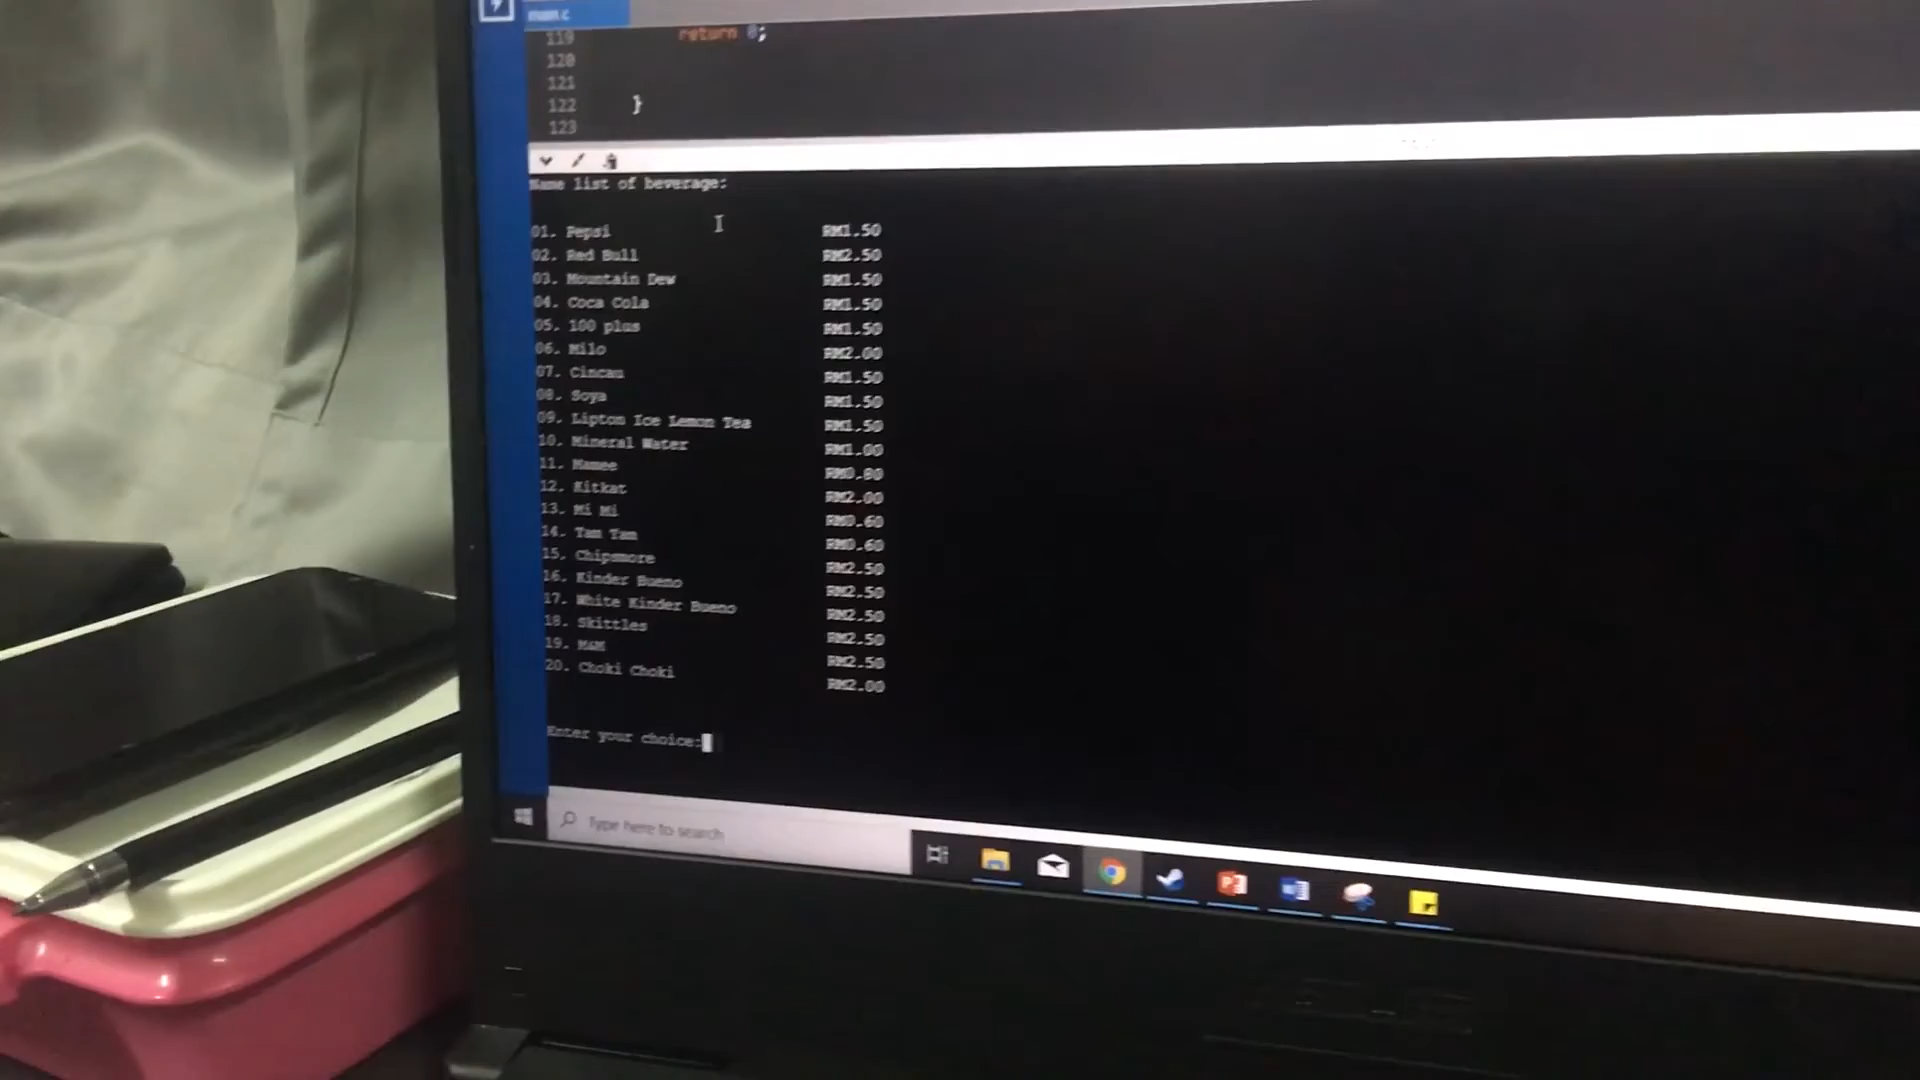 main.c
119 return 0;
120
121
122 }
123
Name list of beverage:
01. Pepsi RM1.50
02. Red Bull RM2.50
03. Mountain Dew RM1.50
04. Coca Cola RM1.50
05. 100 plus RM1.50
06. Milo RM2.00
07. Cincau RM1.50
08. Soya RM1.50
09. Lipton Ice Lemon Tea RM1.50
10. Mineral Water RM1.00
11. Mamee RM0.80
12. Kitkat RM2.00
13. Mi Mi RM0.60
14. Tam Tam RM0.60
15. Chipsmore RM2.50
16. Kinder Bueno RM2.50
17. White Kinder Bueno RM2.50
18. Skittles RM2.50
19. M&M RM2.50
20. Choki Choki RM2.00
Enter your choice:
Type here to search